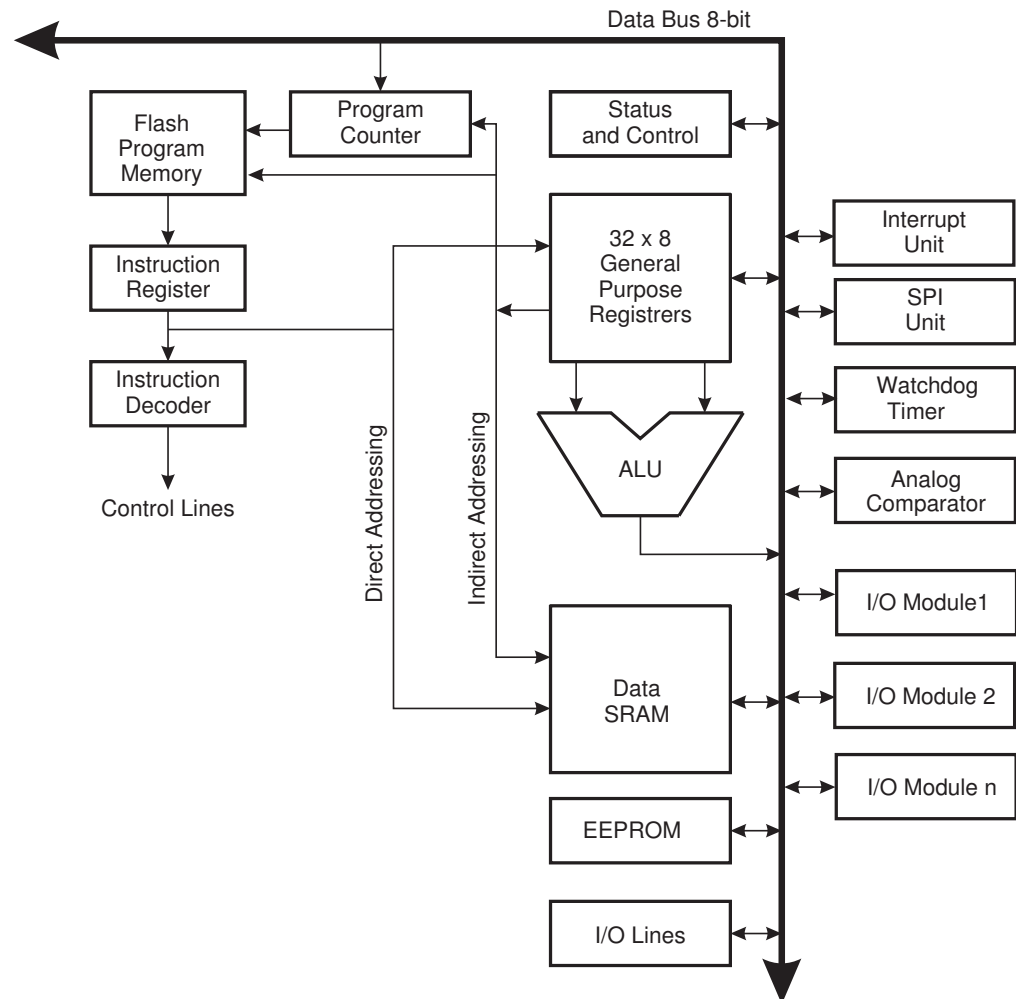 Data Bus 8-bit
Flash
Program
Memory
Program
Counter
Status
and Control
32 x 8
General
Purpose
Registrers
Interrupt
Unit
Instruction
Register
SPI
Unit
Instruction
Decoder
Watchdog
Timer
Direct Addressing
Indirect Addressing
ALU
Control Lines
Analog
Comparator
I/O Module1
Data
SRAM
I/O Module 2
I/O Module n
EEPROM
I/O Lines